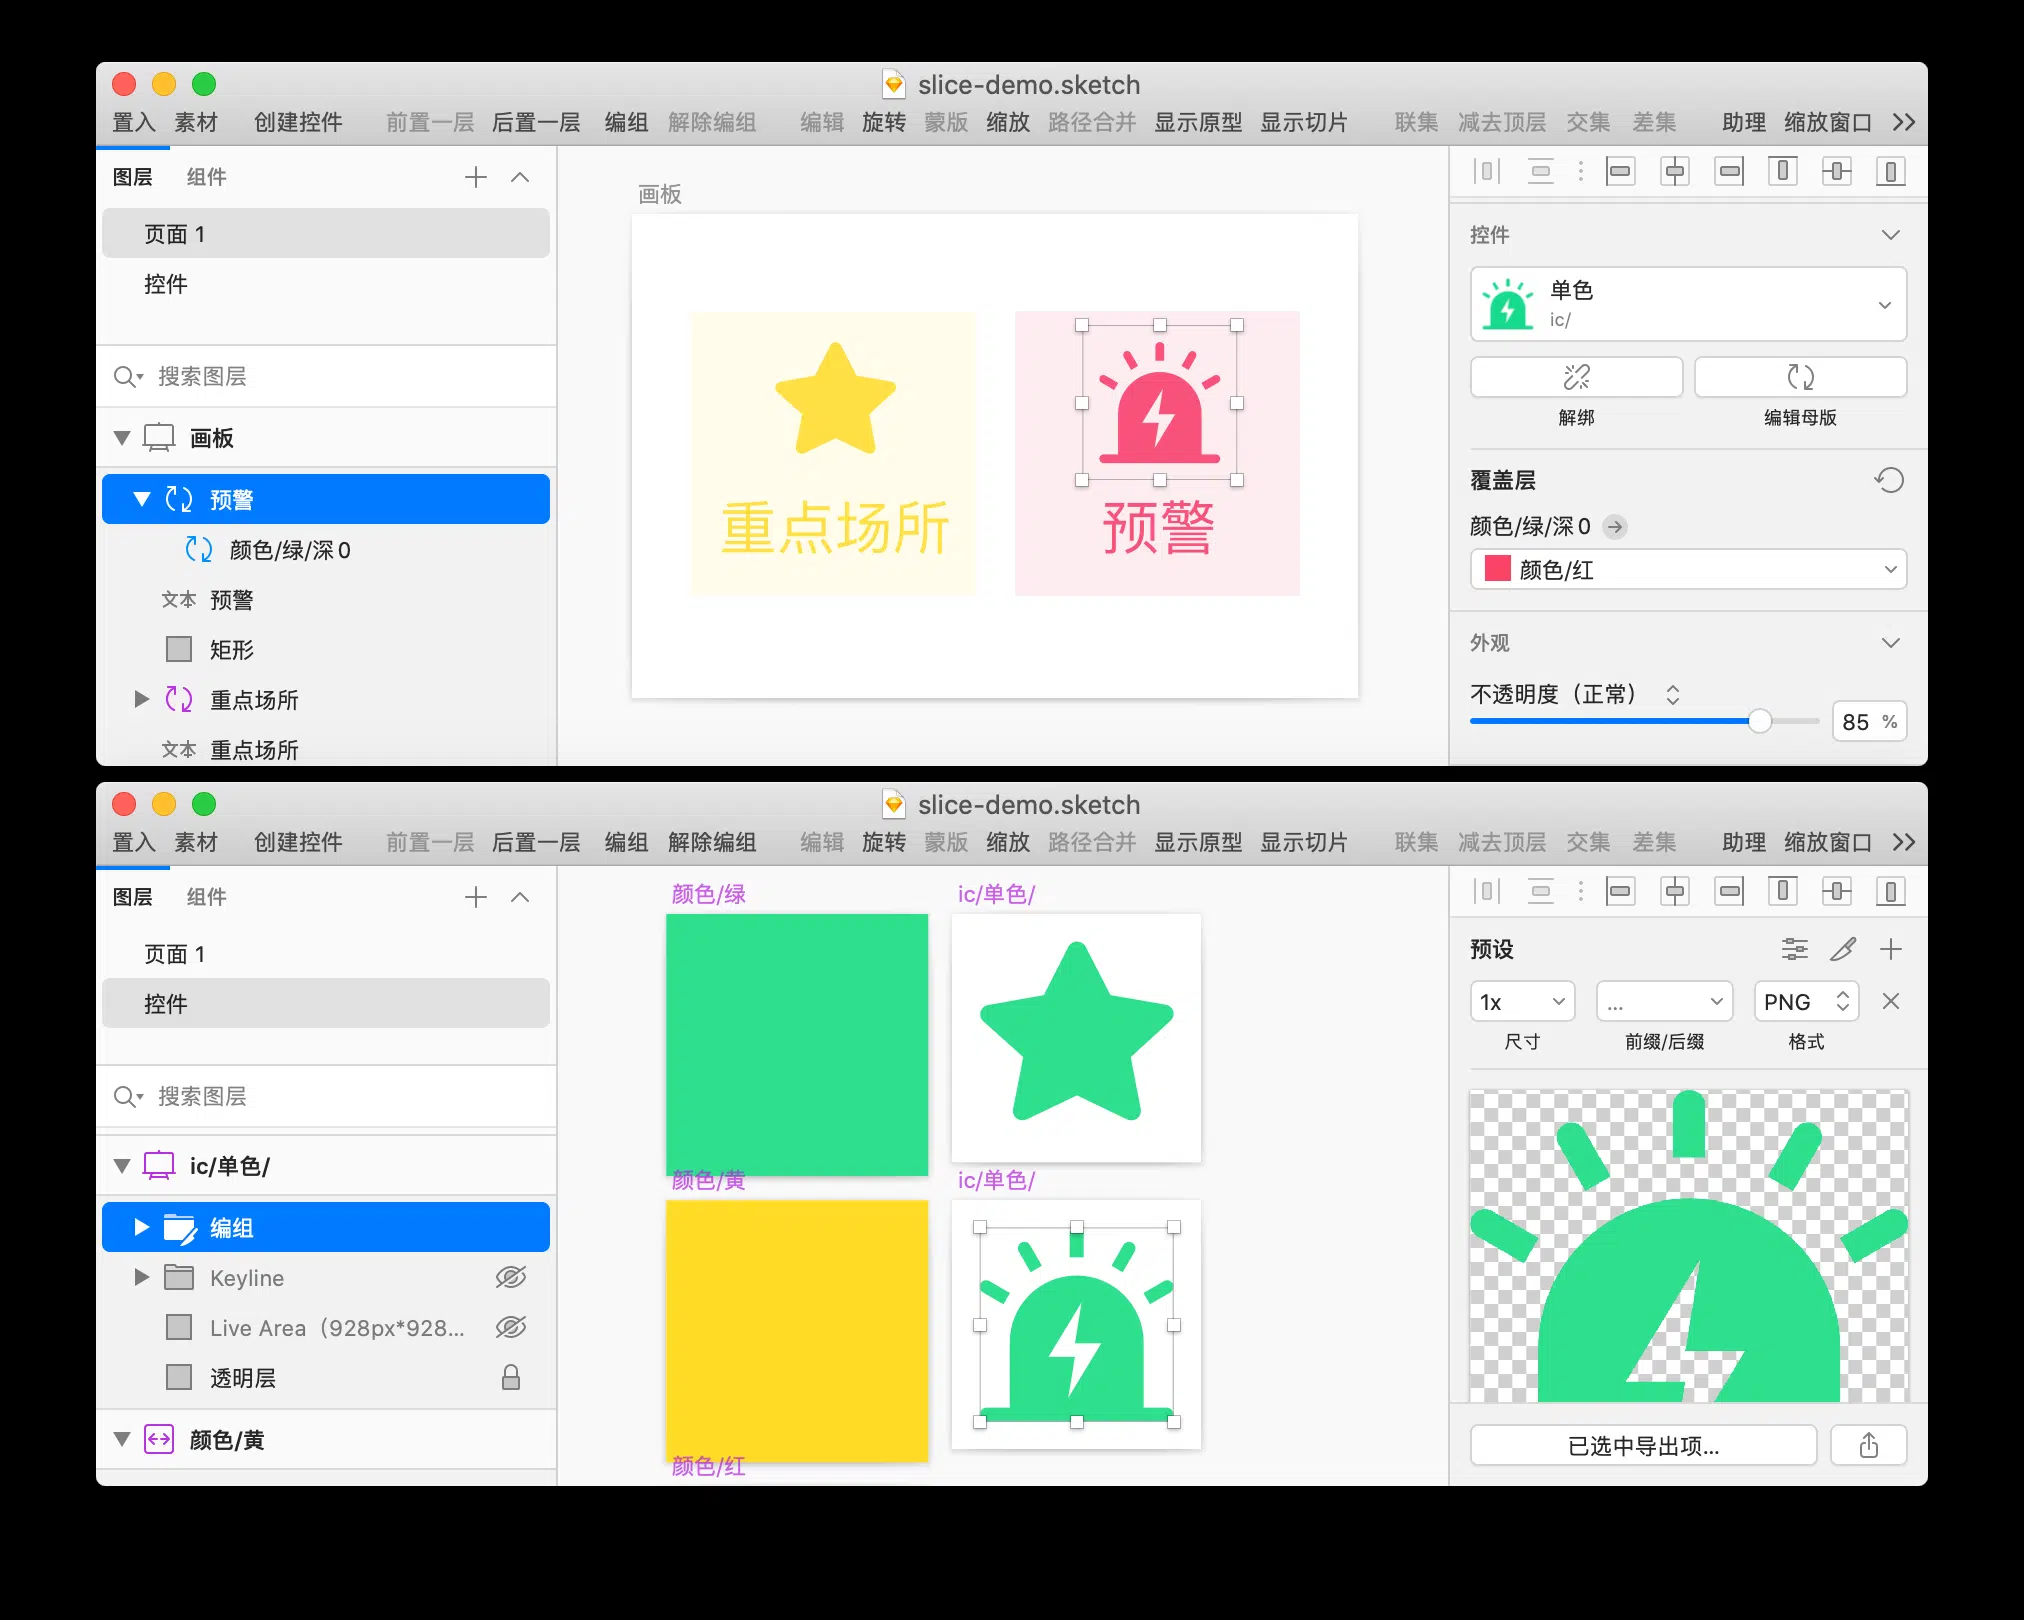 slice-demo.sketch
置入 素材 创建控件 前置一层 后置一层 编组 解除编组 编辑 旋转 蒙版 缩放 路径合并 显示原型 显示切片 联集 减去顶层 交集 差集 助理 缩放窗口
图层 组件
页面 1
控件
搜索图层
画板
预警
颜色/绿/深 0
文本 预警
矩形
重点场所
文本 重点场所
画板
重点场所
预警
控件
单色
ic/
解绑 编辑母版
覆盖层
颜色/绿/深 0
颜色/红
外观
不透明度（正常）
85 %
slice-demo.sketch
置入 素材 创建控件 前置一层 后置一层 编组 解除编组 编辑 旋转 蒙版 缩放 路径合并 显示原型 显示切片 联集 减去顶层 交集 差集 助理 缩放窗口
图层 组件
页面 1
控件
搜索图层
ic/单色/
编组
Keyline
Live Area（928px*928...
透明层
颜色/黄
颜色/绿 ic/单色/
颜色/黄 ic/单色/
颜色/红
预设
1x ... PNG
尺寸 前缀/后缀 格式
已选中导出项...